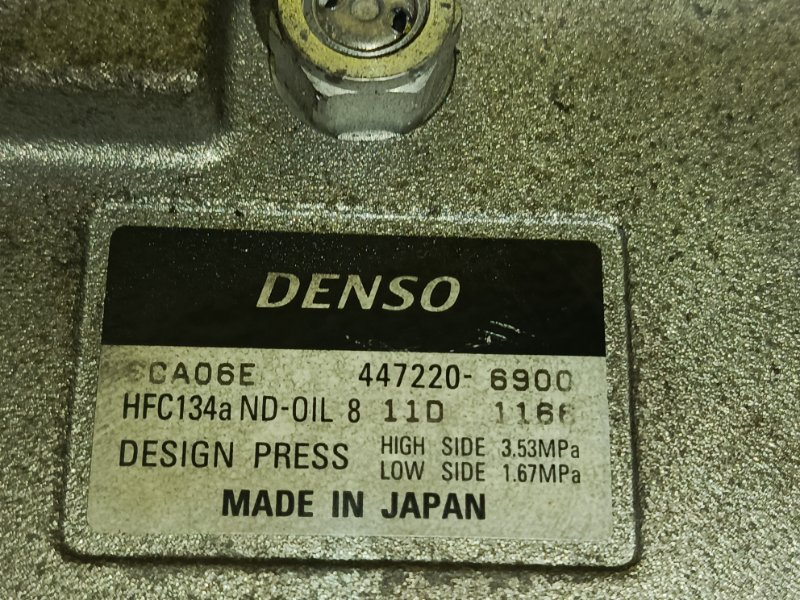 DENSO
SCA06E 447220-6900
HFC134a ND-OIL 8 11D 1166
DESIGN PRESS HIGH SIDE 3.53MPa
LOW SIDE 1.67MPa
MADE IN JAPAN